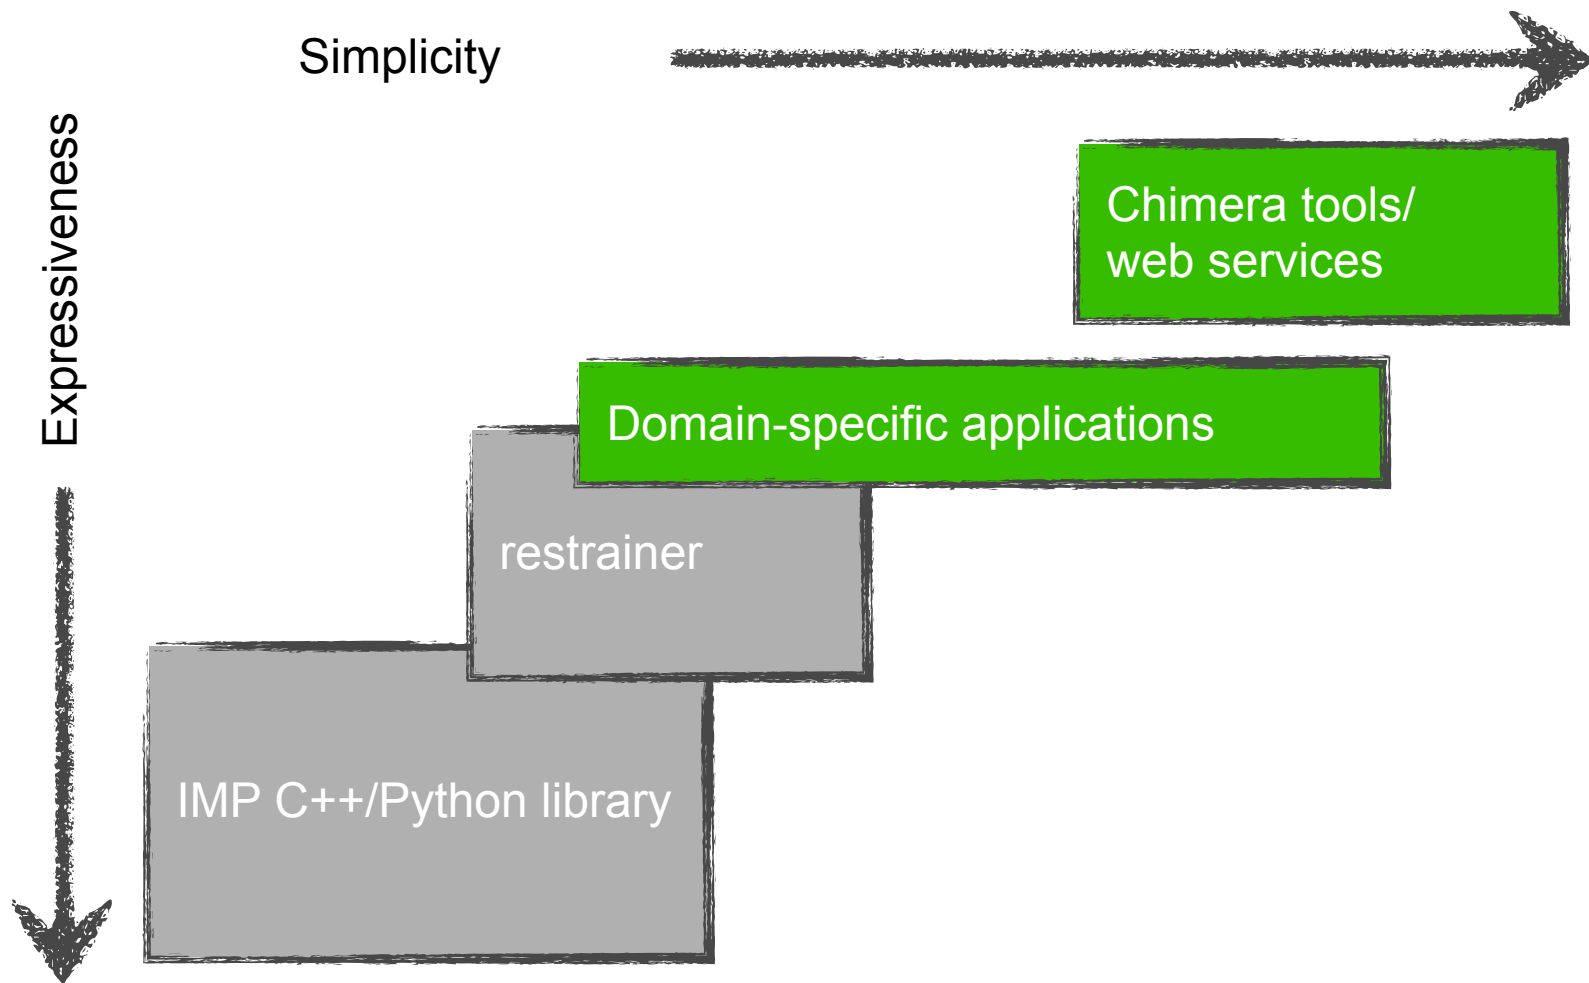 Simplicity
Expressiveness
Chimera tools/
web services
Domain-specific applications
restrainer
IMP C++/Python library